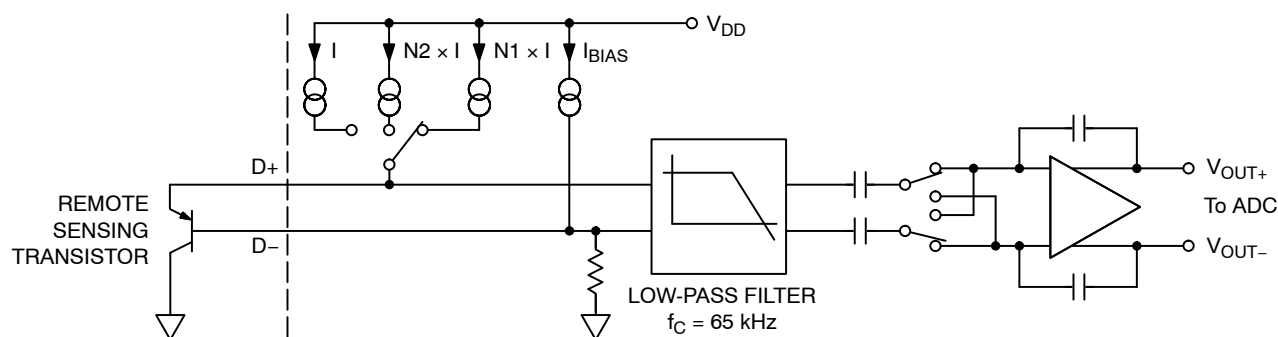 V_DD
I
N2 × I
N1 × I
I_BIAS
D+
REMOTE
SENSING
TRANSISTOR
D−
LOW-PASS FILTER
f_C = 65 kHz
V_OUT+
To ADC
V_OUT−